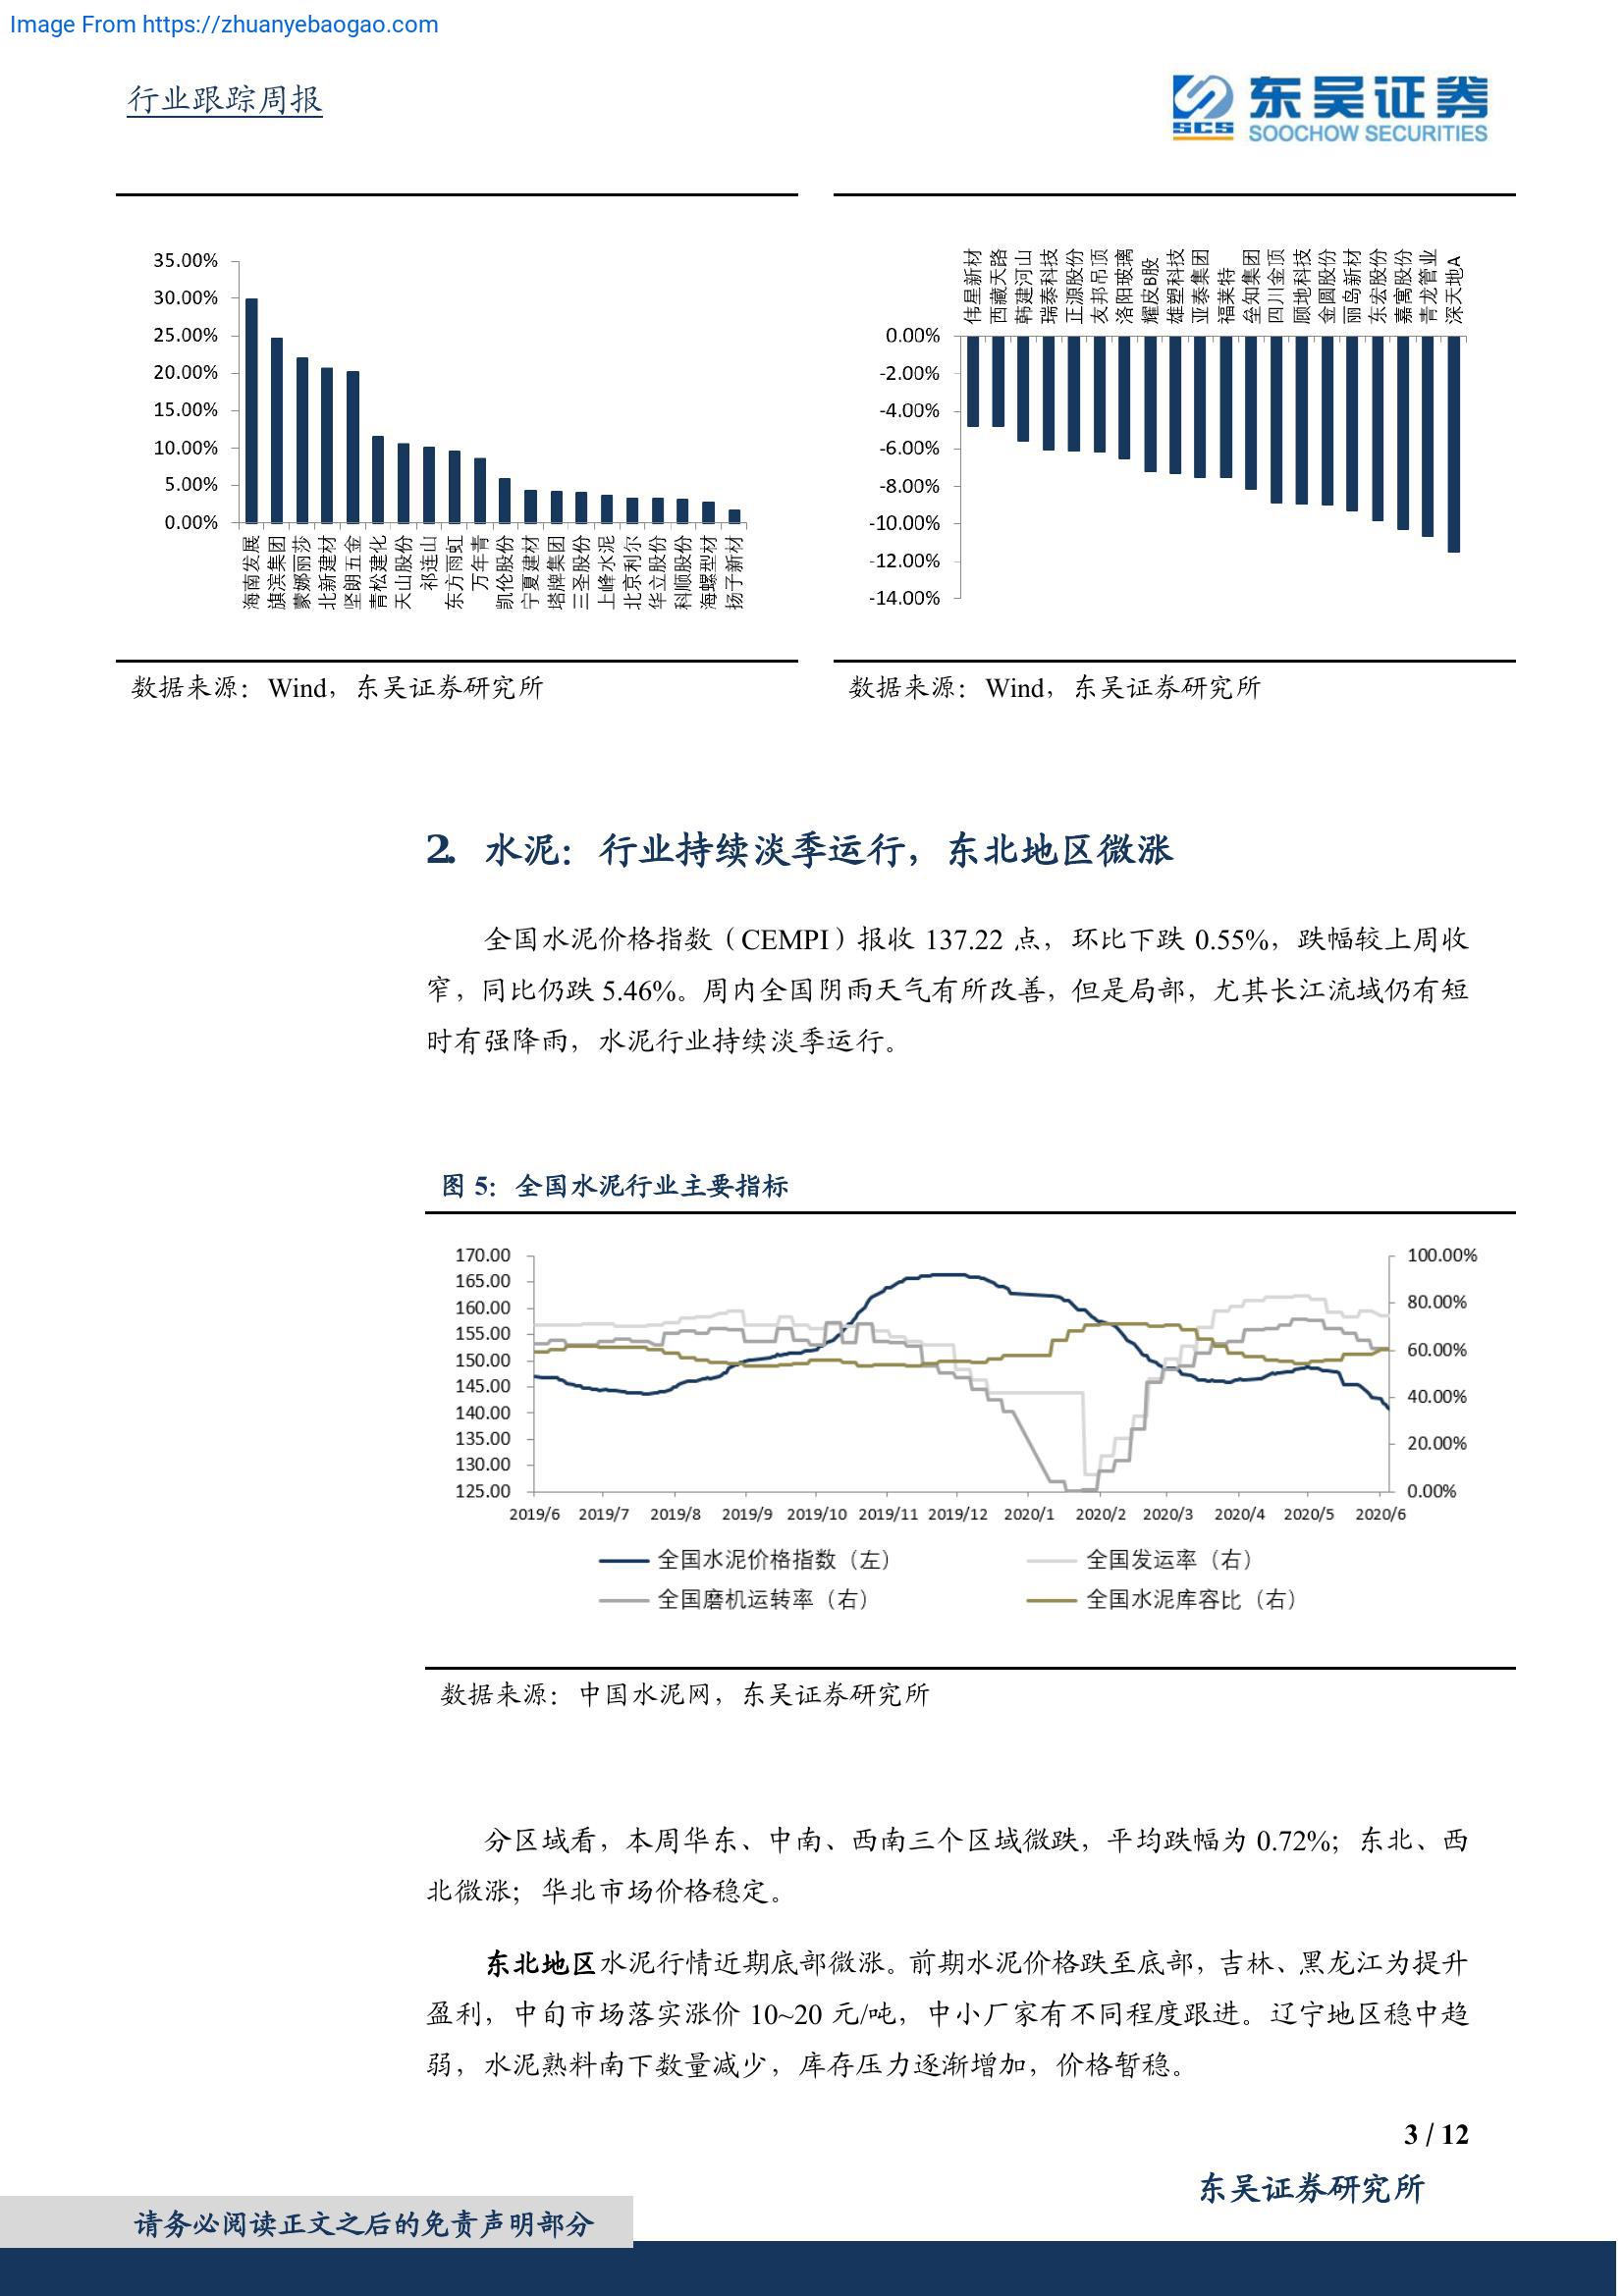 Image From https://zhuanyebaogao.com
行业跟踪周报
SCS
东吴证券
SOOCHOW SECURITIES
35.00%
30.00%
25.00%
20.00%
15.00%
10.00%
5.00%
0.00%
海南发展
旗滨集团
蒙娜丽莎
北新建材
坚朗五金
青松建化
天山股份
祁连山
东方雨虹
万年青
凯伦股份
宁夏建材
塔牌集团
三圣股份
上峰水泥
北京利尔
华立股份
科顺股份
海螺型材
扬子新材
数据来源：Wind，东吴证券研究所
伟星新材
西藏天路
韩建河山
瑞泰科技
正源股份
友邦吊顶
洛阳玻璃
耀皮B股
雄塑科技
亚泰集团
福莱特
垒知集团
四川金顶
顾地科技
金圆股份
丽岛新材
东宏股份
嘉寓股份
青龙管业
深天地A
0.00%
-2.00%
-4.00%
-6.00%
-8.00%
-10.00%
-12.00%
-14.00%
数据来源：Wind，东吴证券研究所
2. 水泥：行业持续淡季运行，东北地区微涨
全国水泥价格指数（CEMPI）报收 137.22 点，环比下跌 0.55%，跌幅较上周收
窄，同比仍跌 5.46%。周内全国阴雨天气有所改善，但是局部，尤其长江流域仍有短
时有强降雨，水泥行业持续淡季运行。
图 5：全国水泥行业主要指标
170.00
165.00
160.00
155.00
150.00
145.00
140.00
135.00
130.00
125.00
100.00%
80.00%
60.00%
40.00%
20.00%
0.00%
2019/6 2019/7 2019/8 2019/9 2019/10 2019/11 2019/12 2020/1 2020/2 2020/3 2020/4 2020/5 2020/6
全国水泥价格指数（左） 全国发运率（右）
全国磨机运转率（右） 全国水泥库容比（右）
数据来源：中国水泥网，东吴证券研究所
分区域看，本周华东、中南、西南三个区域微跌，平均跌幅为 0.72%；东北、西
北微涨；华北市场价格稳定。
东北地区水泥行情近期底部微涨。前期水泥价格跌至底部，吉林、黑龙江为提升
盈利，中旬市场落实涨价 10~20 元/吨，中小厂家有不同程度跟进。辽宁地区稳中趋
弱，水泥熟料南下数量减少，库存压力逐渐增加，价格暂稳。
3 / 12
东吴证券研究所
请务必阅读正文之后的免责声明部分